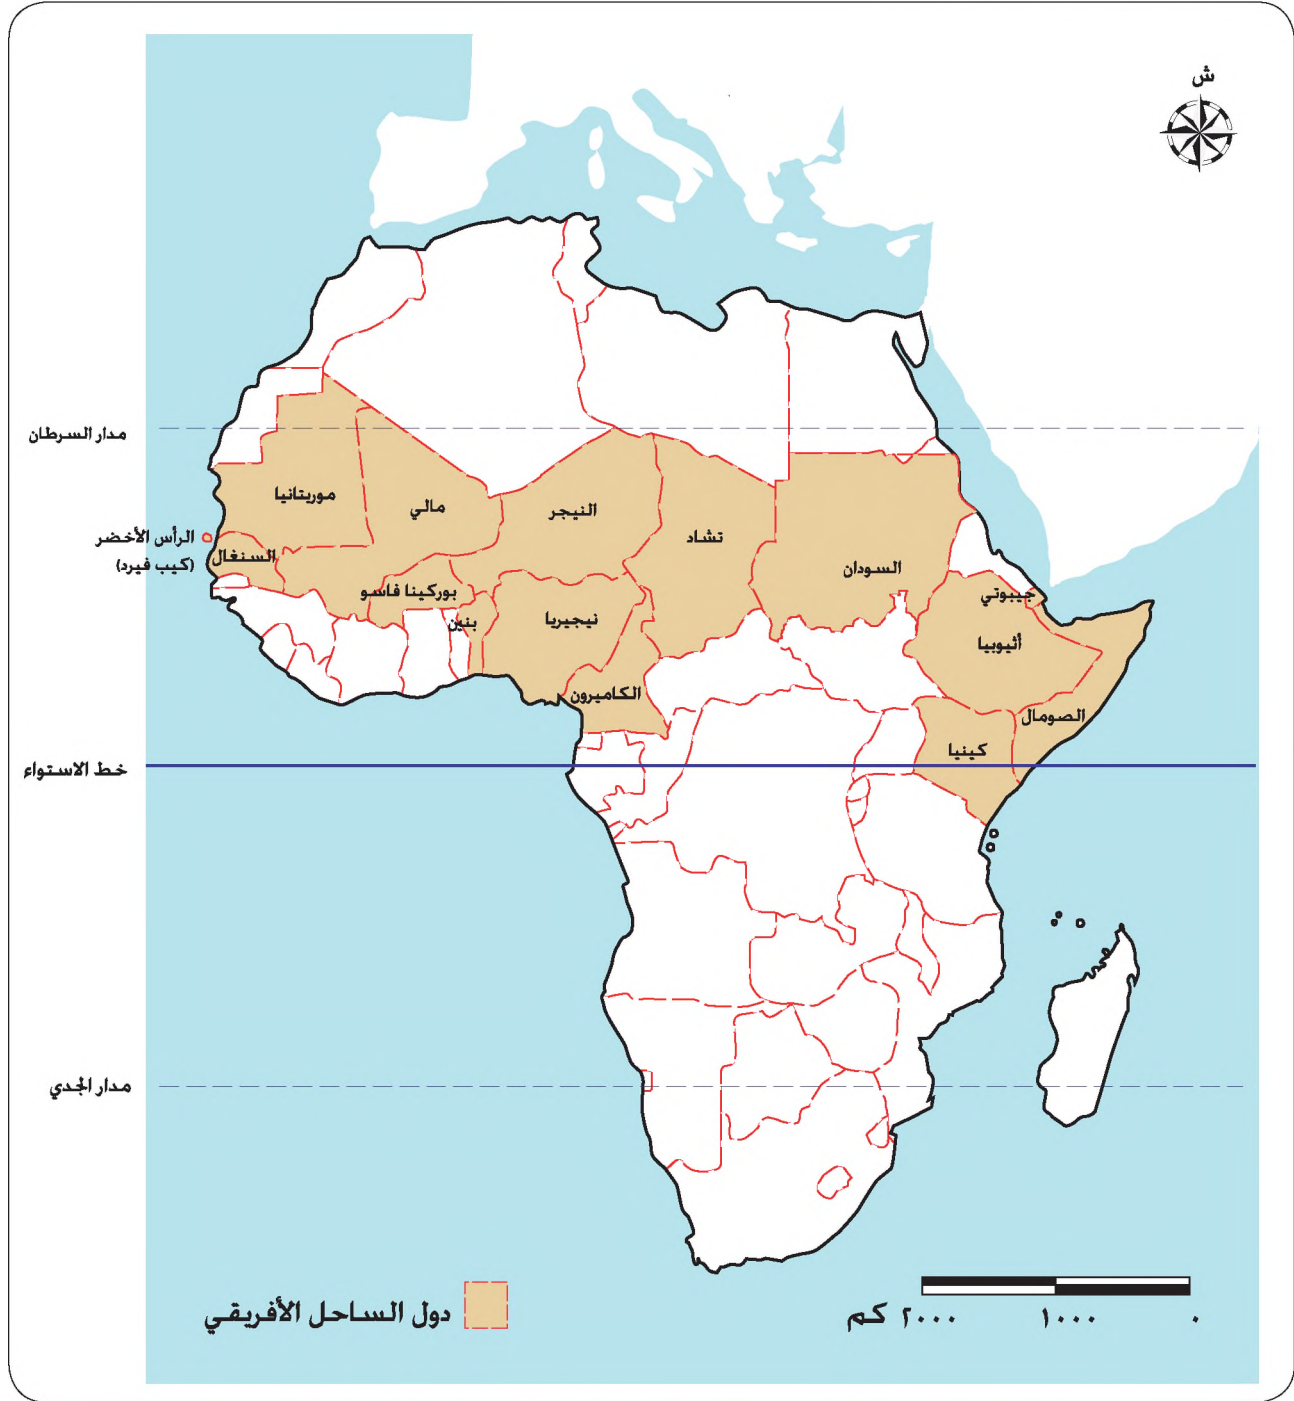 ش
مدار السرطان
موريتانيا
مالي
النيجر
تشاد
السودان
الرأس الأخضر
(كيب فيرد)
السنغال
بوركينا فاسو
بنين
نيجيريا
جيبوتي
أثيوبيا
الكاميرون
الصومال
كينيا
خط الاستواء
مدار الجدي
دول الساحل الأفريقي
٠ ١٠٠٠ ٢٠٠٠ كم